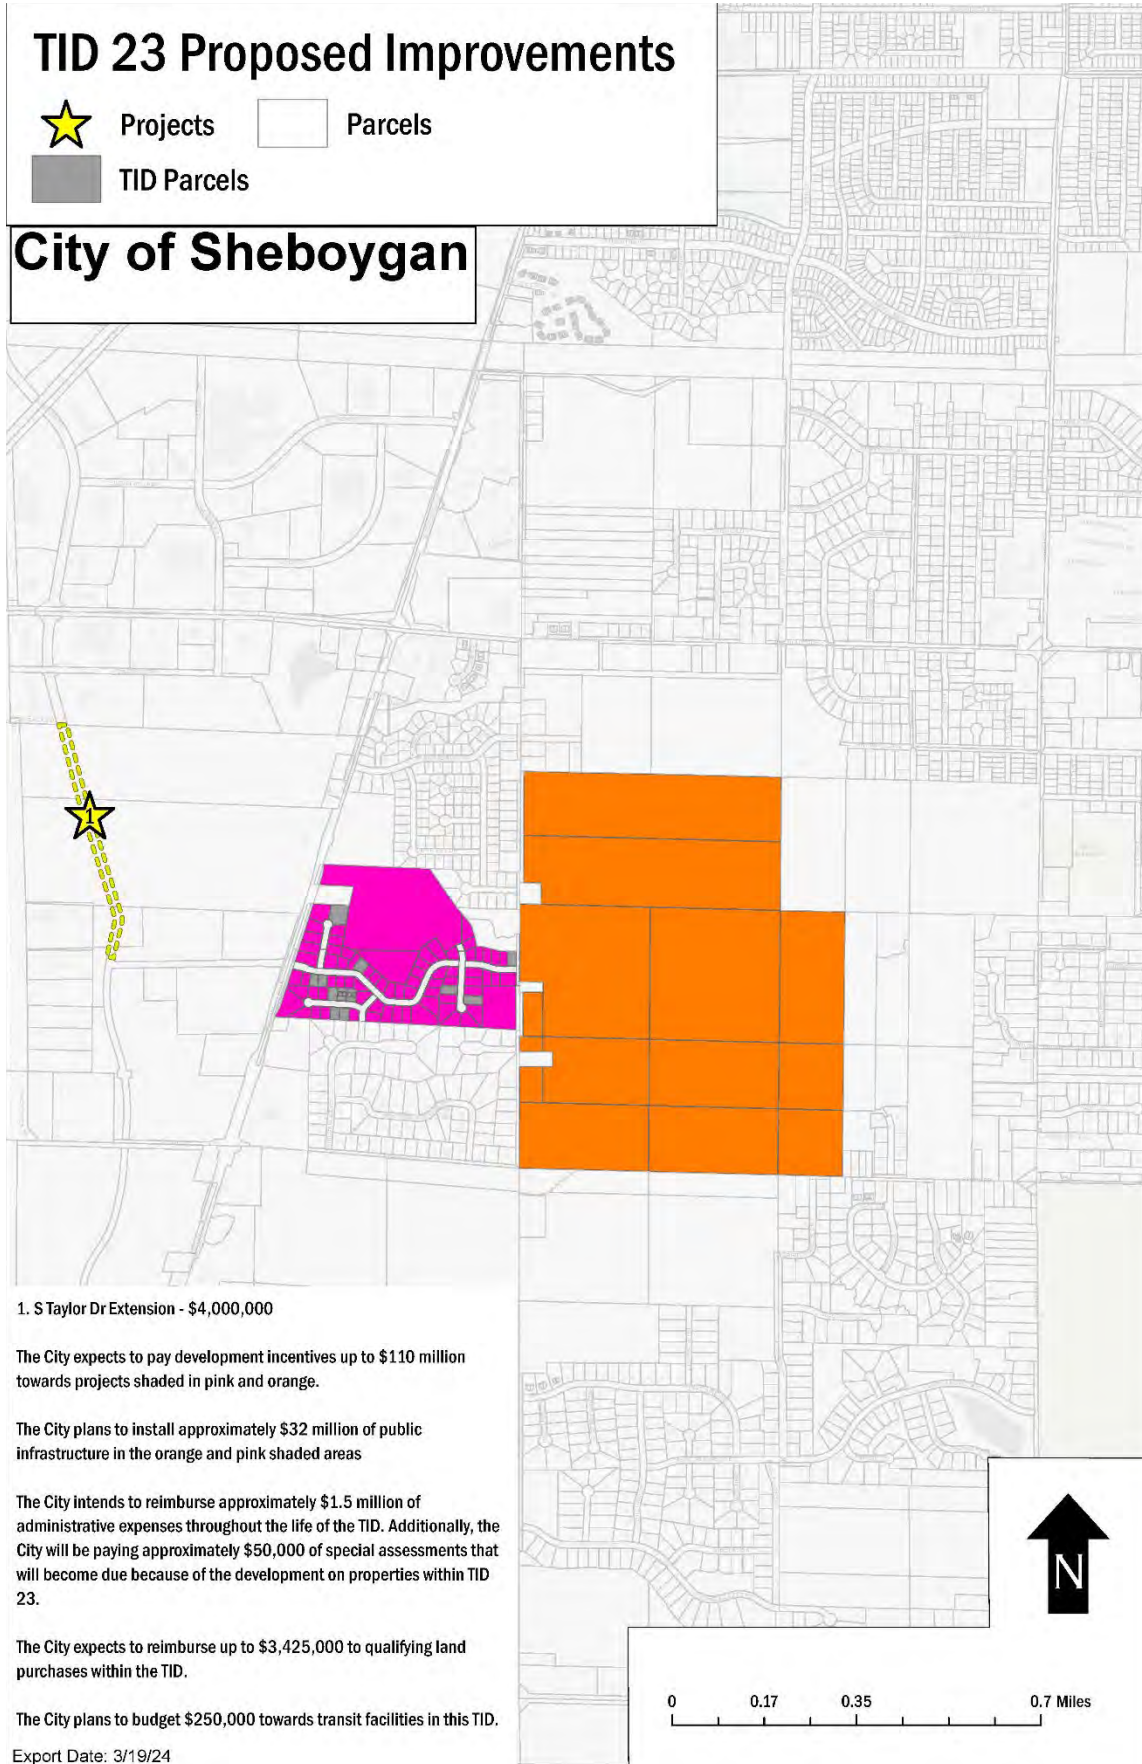 TID 23 Proposed Improvements
Projects
Parcels
TID Parcels
City of Sheboygan
1
1. S Taylor Dr Extension - $4,000,000
The City expects to pay development incentives up to $110 million
towards projects shaded in pink and orange.
The City plans to install approximately $32 million of public
infrastructure in the orange and pink shaded areas
The City intends to reimburse approximately $1.5 million of
administrative expenses throughout the life of the TID. Additionally, the
City will be paying approximately $50,000 of special assessments that
will become due because of the development on properties within TID
23.
The City expects to reimburse up to $3,425,000 to qualifying land
purchases within the TID.
The City plans to budget $250,000 towards transit facilities in this TID.
Export Date: 3/19/24
N
0 0.17 0.35 0.7 Miles